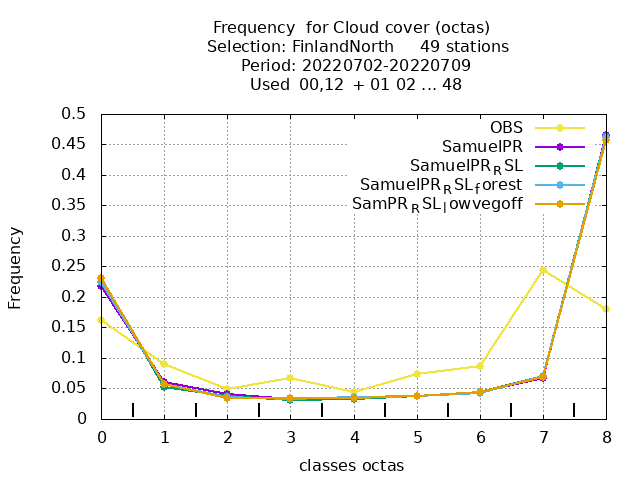 Frequency for Cloud cover (octas)
Selection: FinlandNorth 49 stations
Period: 20220702-20220709
Used 00,12 + 01 02 ... 48
0.5
0.45
0.4
0.35
0.3
0.25
0.2
0.15
0.1
0.05
0
Frequency
OBS
SamuelPR
SamuelPR_RSL
SamuelPR_RSL_forest
SamPR_RSL_lowvegoff
0 1 2 3 4 5 6 7 8
classes octas